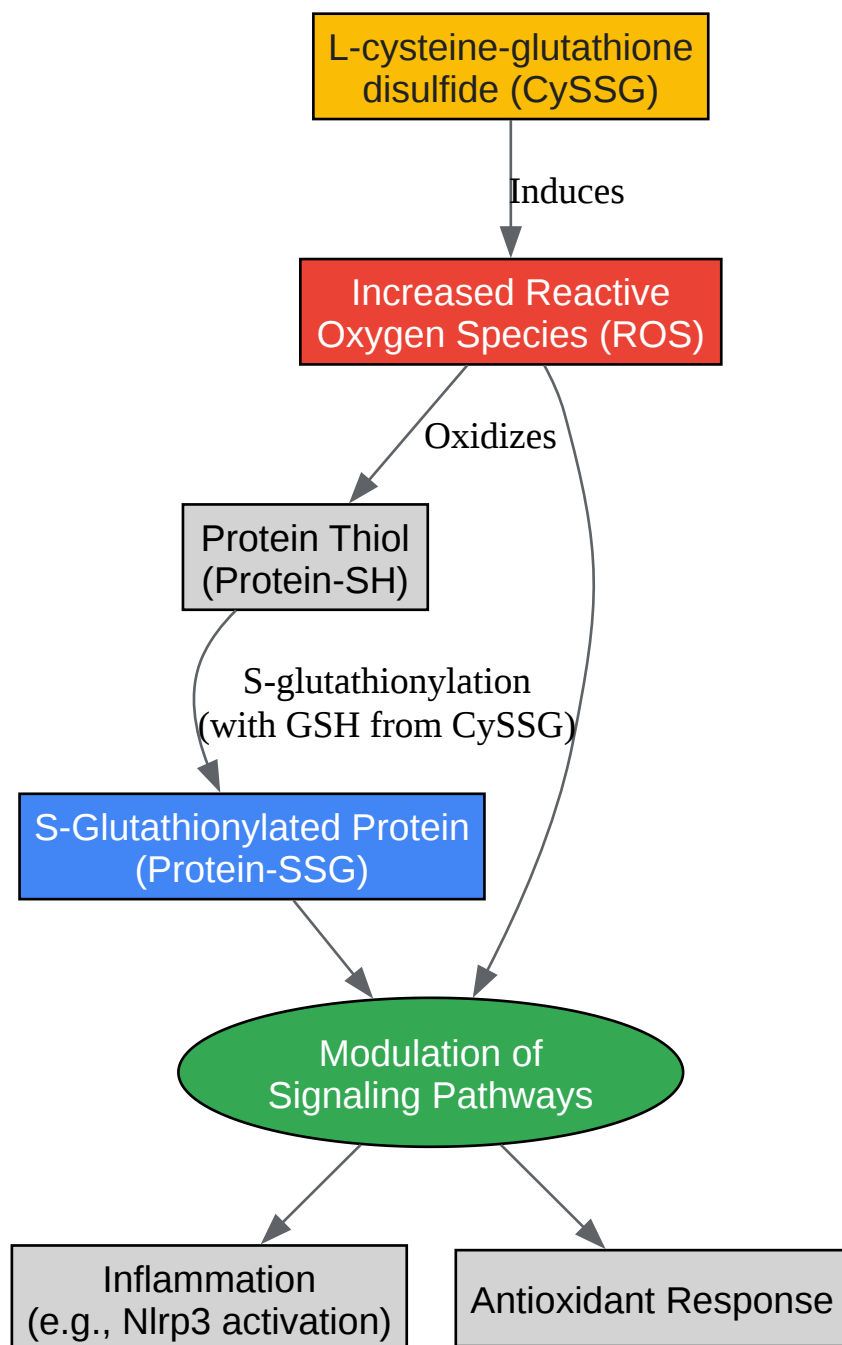 L-cysteine-glutathione
disulfide (CySSG)
Induces
Increased Reactive
Oxygen Species (ROS)
Oxidizes
Protein Thiol
(Protein-SH)
S-glutathionylation
(with GSH from CySSG)
S-Glutathionylated Protein
(Protein-SSG)
Modulation of
Signaling Pathways
Inflammation
(e.g., Nlrp3 activation)
Antioxidant Response